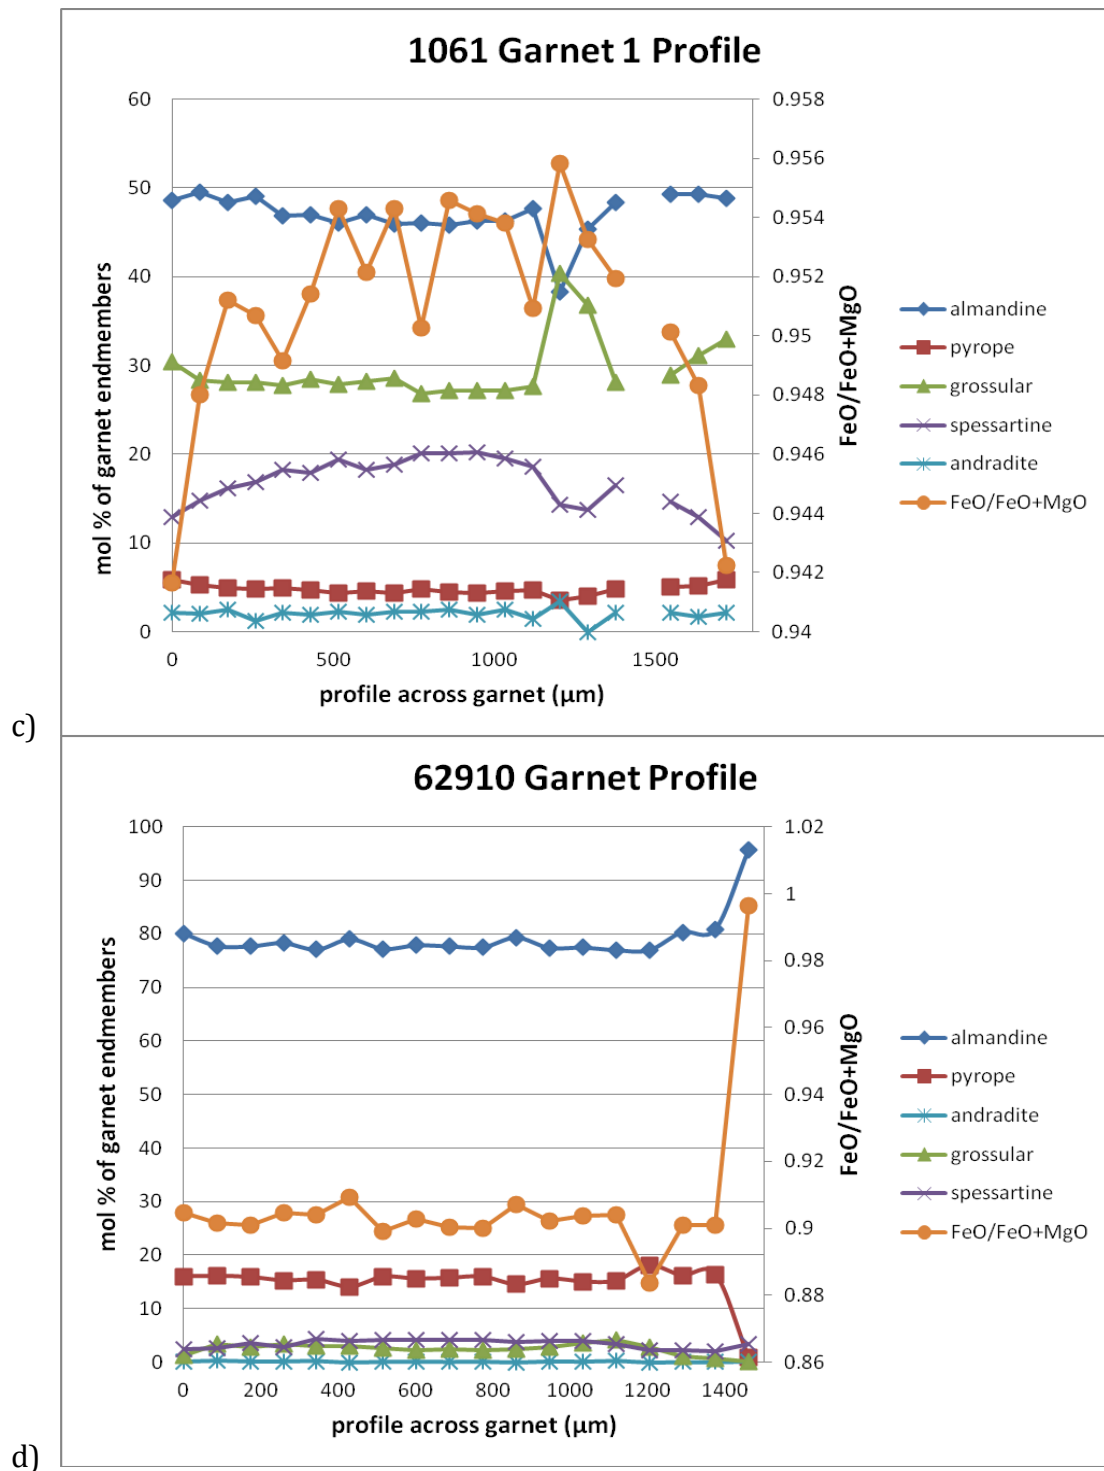 1061 Garnet 1 Profile
60
50
40
30
20
10
0
mol % of garnet endmembers
0.958
0.956
0.954
0.952
0.95
0.948
0.946
0.944
0.942
0.94
FeO/FeO+MgO
0 500 1000 1500
profile across garnet (µm)
almandine
pyrope
grossular
spessartine
andradite
FeO/FeO+MgO
c)
62910 Garnet Profile
100
90
80
70
60
50
40
30
20
10
0
mol % of garnet endmembers
1.02
1
0.98
0.96
0.94
0.92
0.9
0.88
0.86
FeO/FeO+MgO
0 200 400 600 800 1000 1200 1400
profile across garnet (µm)
almandine
pyrope
andradite
grossular
spessartine
FeO/FeO+MgO
d)